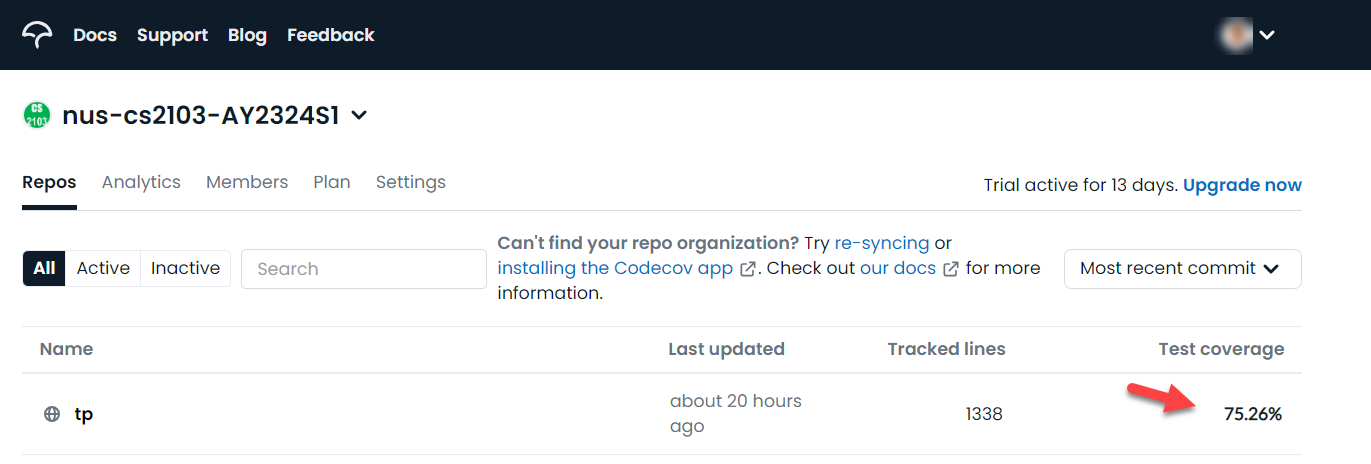 Docs Support Blog Feedback
CS
2103
nus-cs2103-AY2324S1
Repos Analytics Members Plan Settings
Trial active for 13 days. Upgrade now
All Active Inactive Search
Can't find your repo organization? Try re-syncing or
installing the Codecov app . Check out our docs for more
information.
Most recent commit
Name Last updated Tracked lines Test coverage
tp about 20 hours
ago 1338 75.26%